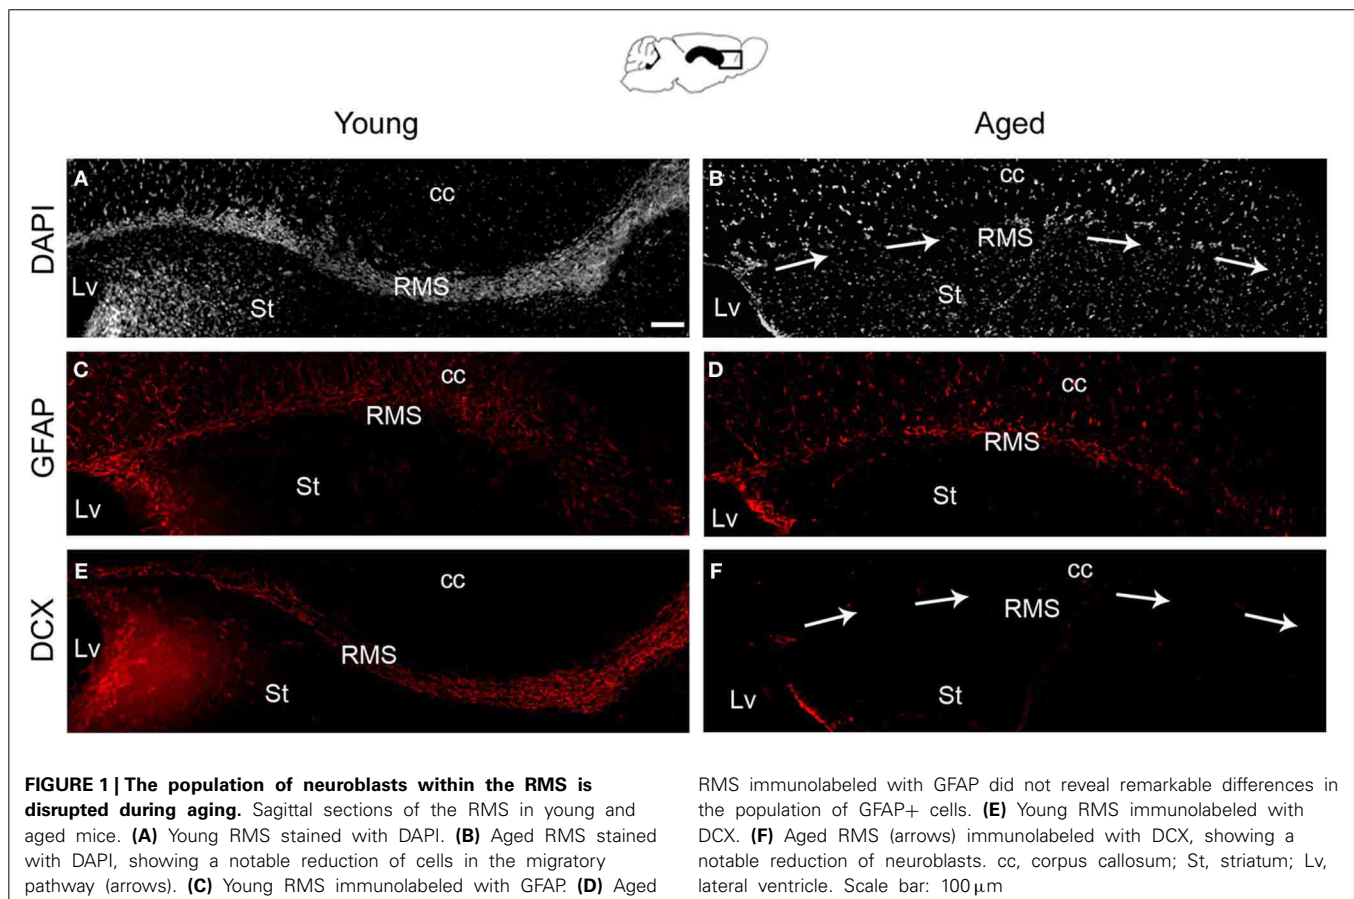 Young
Aged
DAPI
A
cc
Lv
St
RMS
B
cc
RMS
St
Lv
GFAP
C
cc
RMS
St
Lv
D
cc
RMS
St
Lv
DCX
E
cc
Lv
RMS
St
F
cc
RMS
Lv
St
FIGURE 1 | The population of neuroblasts within the RMS is
disrupted during aging. Sagittal sections of the RMS in young and
aged mice. (A) Young RMS stained with DAPI. (B) Aged RMS stained
with DAPI, showing a notable reduction of cells in the migratory
pathway (arrows). (C) Young RMS immunolabeled with GFAP. (D) Aged
RMS immunolabeled with GFAP did not reveal remarkable differences in
the population of GFAP+ cells. (E) Young RMS immunolabeled with
DCX. (F) Aged RMS (arrows) immunolabeled with DCX, showing a
notable reduction of neuroblasts. cc, corpus callosum; St, striatum; Lv,
lateral ventricle. Scale bar: 100 μm